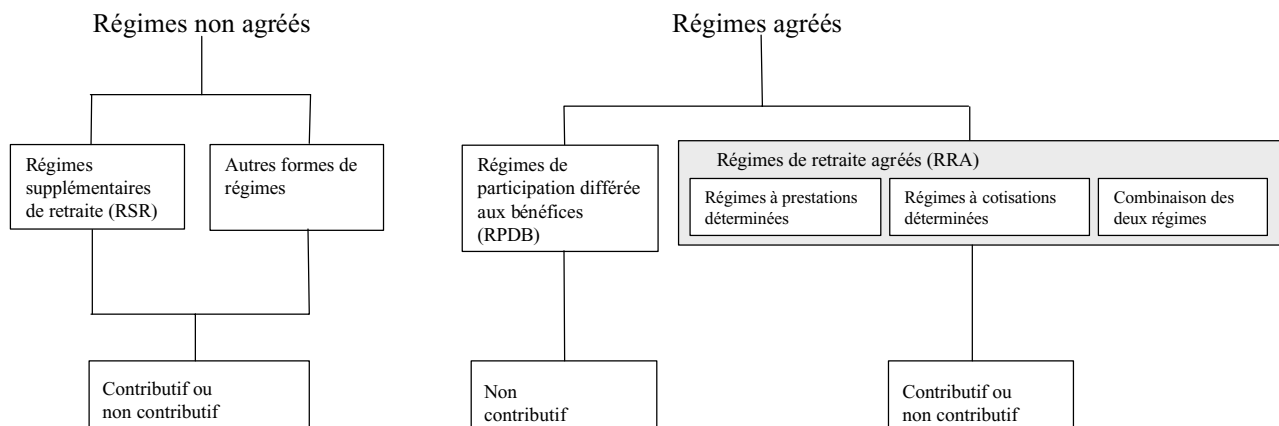 Régimes non agréés
Régimes agréés
Régimes
supplémentaires
de retraite (RSR)
Autres formes de
régimes
Régimes de
participation différée
aux bénéfices
(RPDB)
Régimes de retraite agréés (RRA)
Régimes à prestations
déterminées
Régimes à cotisations
déterminées
Combinaison des
deux régimes
Contributif ou
non contributif
Non
contributif
Contributif ou
non contributif